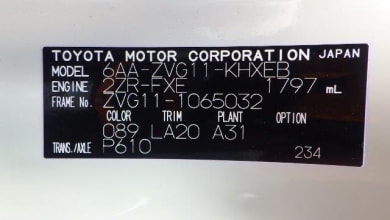 TOYOTA MOTOR CORPORATION JAPAN
MODEL 6AA-ZVG11-KHXEB
ENGINE 2ZR-FXE 1797 mL
FRAME No. ZVG11-1065032
COLOR TRIM PLANT OPTION
089 LA20 A31
TRANS./AXLE P610 234